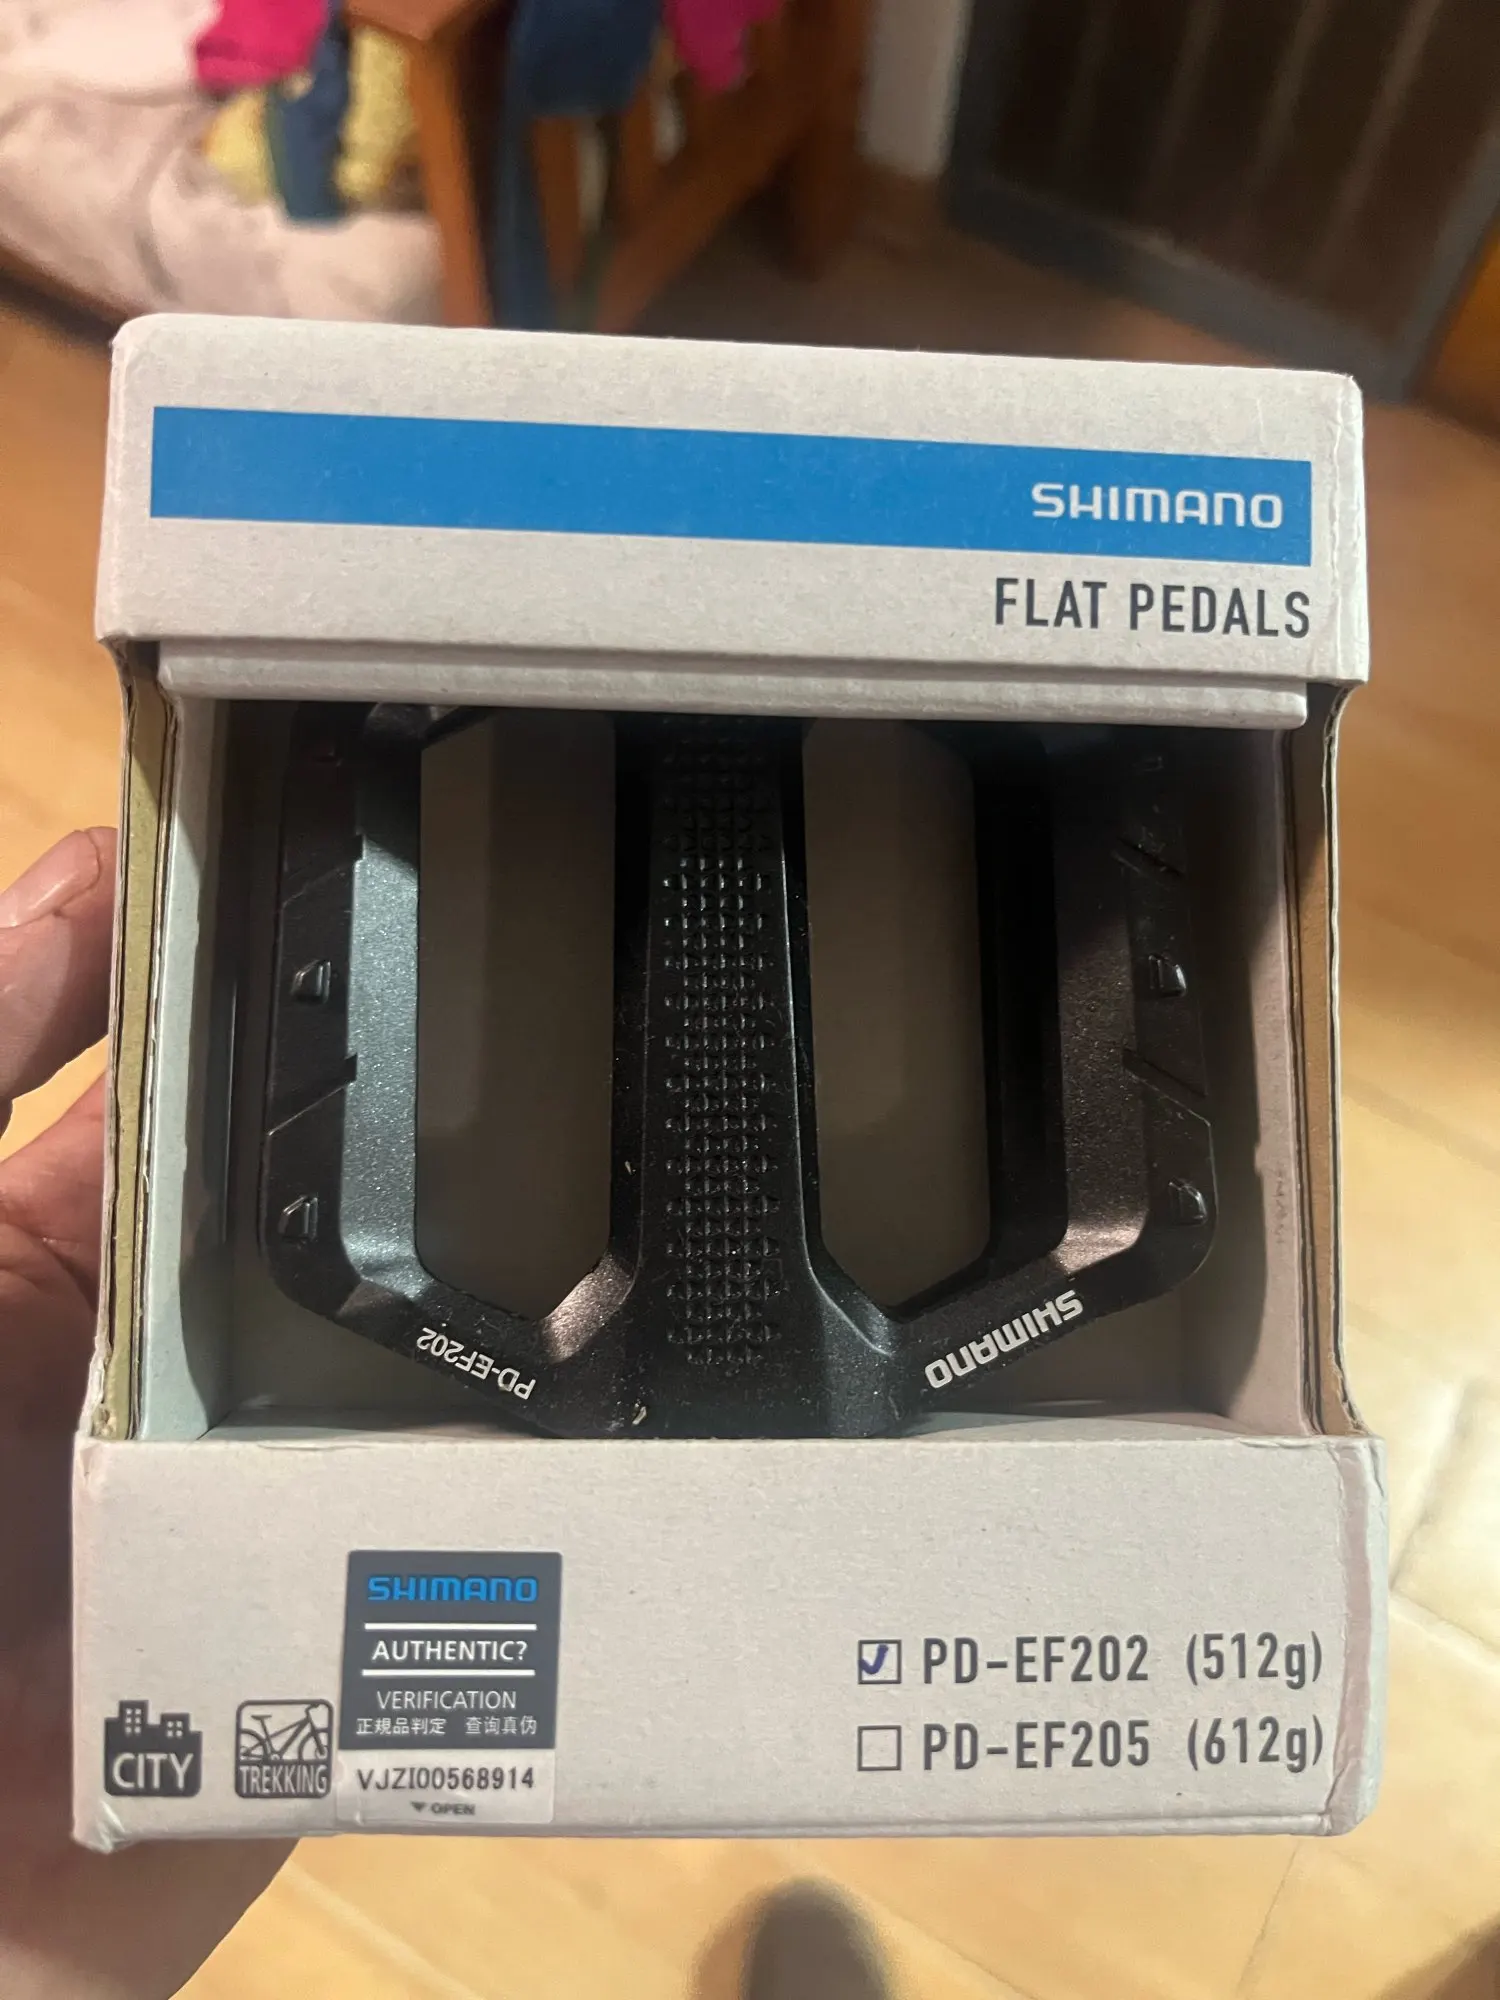 SHIMANO
FLAT PEDALS
PD-EF202
SHIMANO
SHIMANO
AUTHENTIC?
VERIFICATION
正規品判定 查询真伪
VJZI00568914
▼ OPEN
CITY
TREKKING
PD-EF202 (512g)
PD-EF205 (612g)